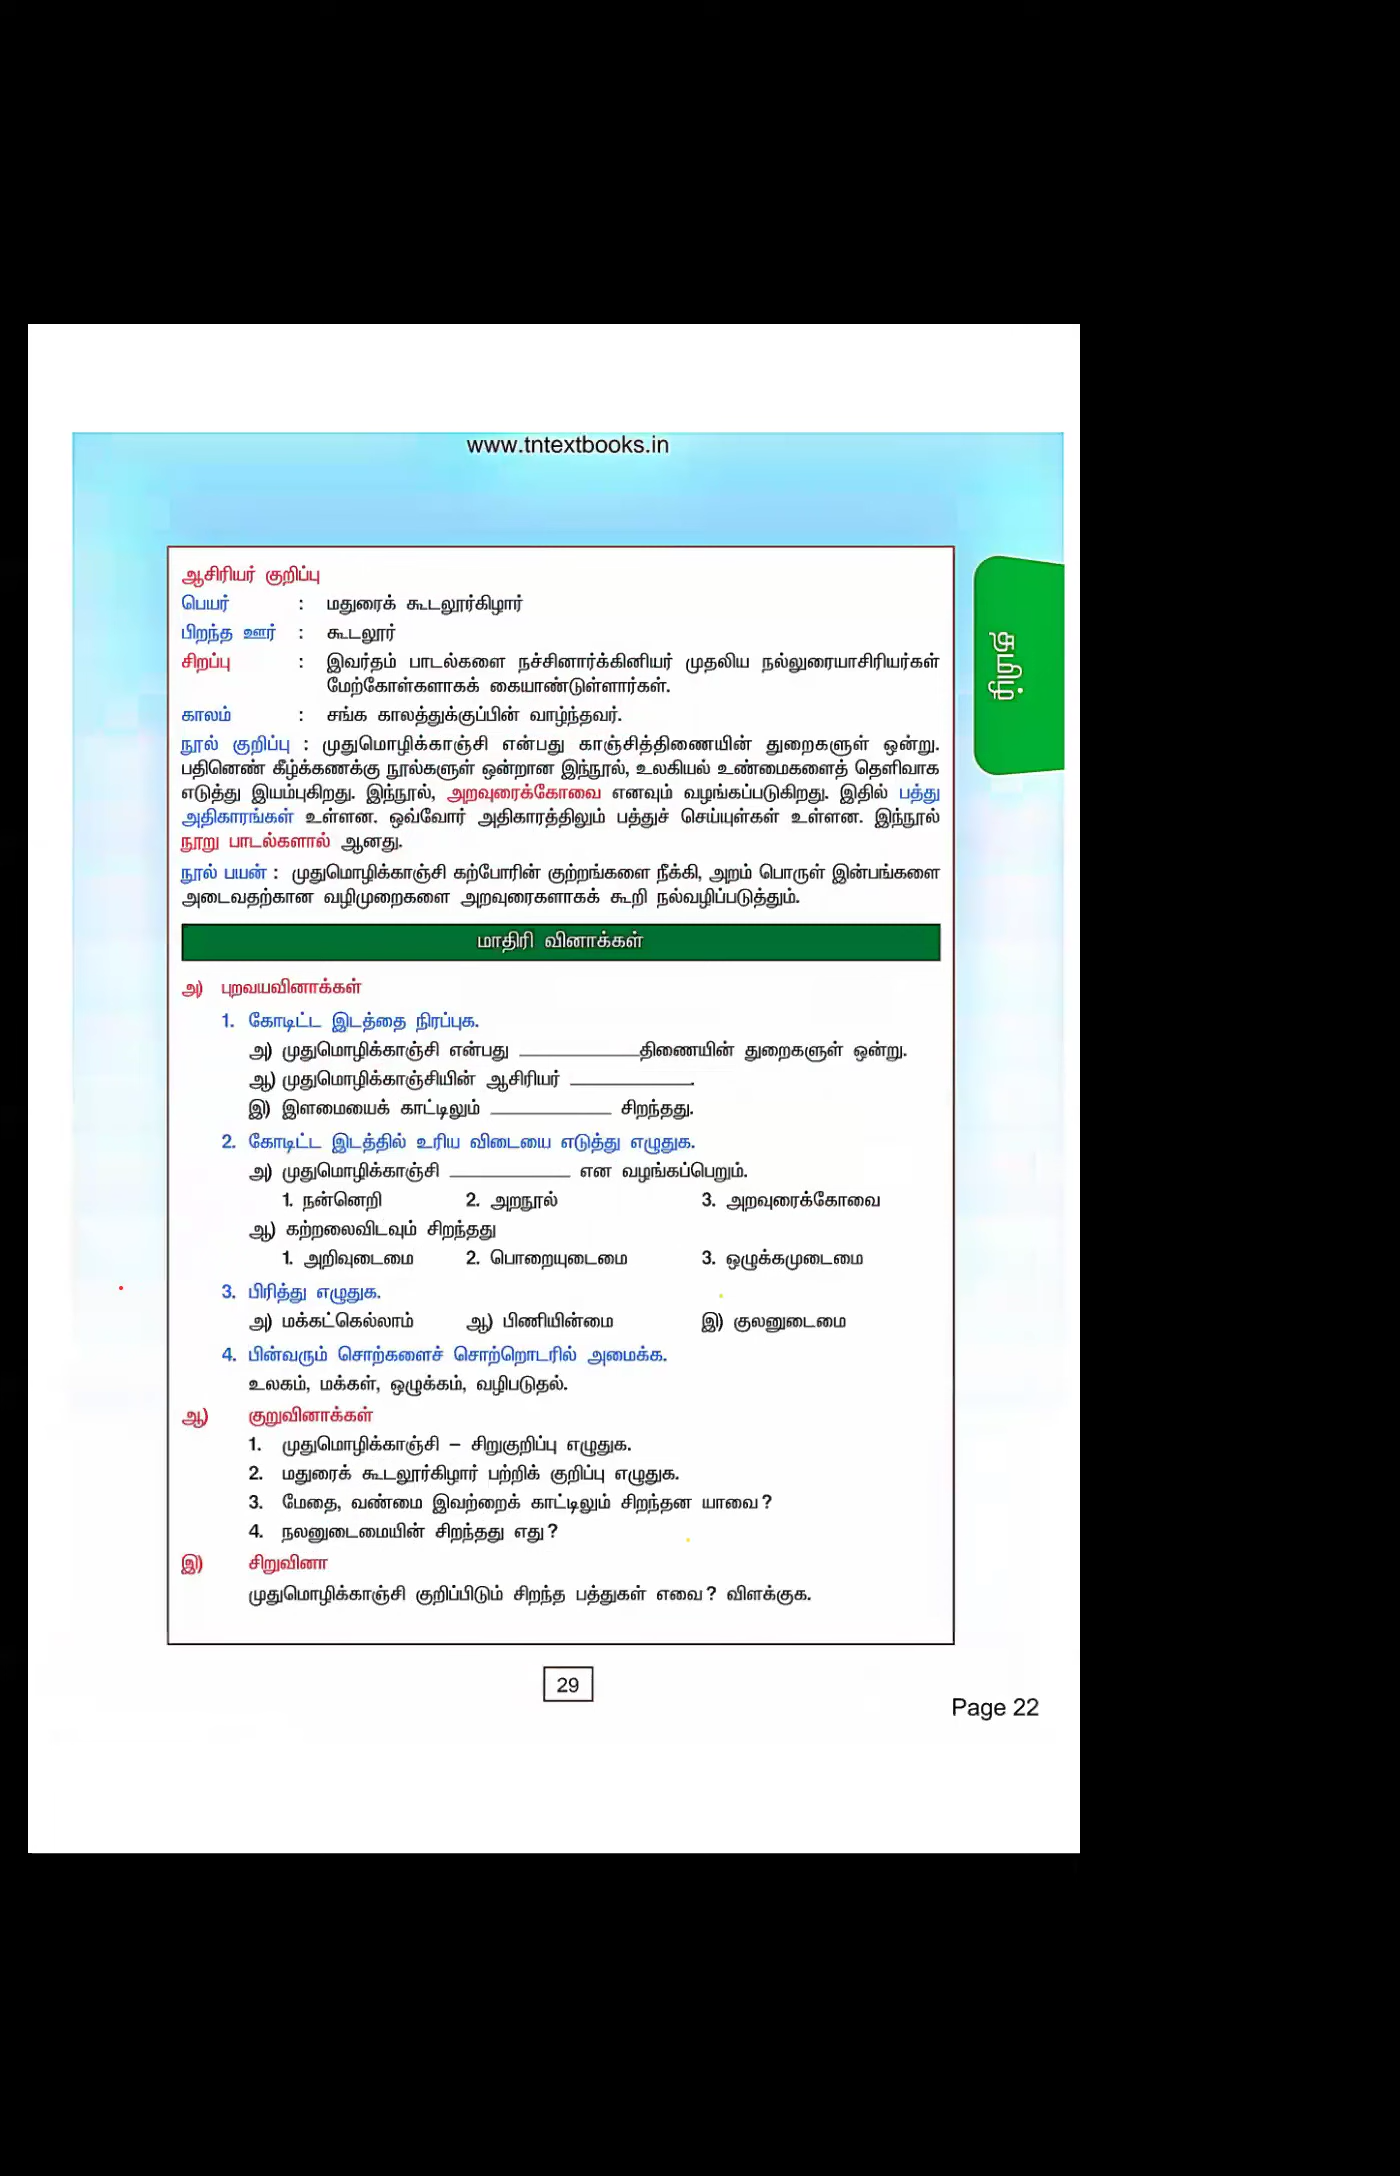 www.tntextbooks.in
ஆசிரியர் குறிப்பு
பெயர் : மதுரைக் கூடலூர்கிழார்
பிறந்த ஊர் : கூடலூர்
சிறப்பு : இவர்தம் பாடல்களை நச்சினார்க்கினியர் முதலிய நல்லுரையாசிரியர்கள்
மேற்கோள்களாகக் கையாண்டுள்ளார்கள்.
காலம் : சங்க காலத்துக்குப்பின் வாழ்ந்தவர்.
நூல் குறிப்பு : முதுமொழிக்காஞ்சி என்பது காஞ்சித்திணையின் துறைகளுள் ஒன்று.
பதினெண் கீழ்க்கணக்கு நூல்களுள் ஒன்றான இந்நூல், உலகியல் உண்மைகளைத் தெளிவாக
எடுத்து இயம்புகிறது. இந்நூல், அறவுரைக்கோவை எனவும் வழங்கப்படுகிறது. இதில் பத்து
அதிகாரங்கள் உள்ளன. ஒவ்வோர் அதிகாரத்திலும் பத்துச் செய்யுள்கள் உள்ளன. இந்நூல்
நூறு பாடல்களால் ஆனது.
நூல் பயன் : முதுமொழிக்காஞ்சி கற்போரின் குற்றங்களை நீக்கி, அறம் பொருள் இன்பங்களை
அடைவதற்கான வழிமுறைகளை அறவுரைகளாகக் கூறி நல்வழிப்படுத்தும்.
தமிழ்
மாதிரி வினாக்கள்
அ) புறவயவினாக்கள்
1. கோடிட்ட இடத்தை நிரப்புக.
அ) முதுமொழிக்காஞ்சி என்பது ____________திணையின் துறைகளுள் ஒன்று.
ஆ) முதுமொழிக்காஞ்சியின் ஆசிரியர் ____________.
இ) இளமையைக் காட்டிலும் ____________ சிறந்தது.
2. கோடிட்ட இடத்தில் உரிய விடையை எடுத்து எழுதுக.
அ) முதுமொழிக்காஞ்சி ____________ என வழங்கப்பெறும்.
1. நன்னெறி 2. அறநூல் 3. அறவுரைக்கோவை
ஆ) கற்றலைவிடவும் சிறந்தது
1. அறிவுடைமை 2. பொறையுடைமை 3. ஒழுக்கமுடைமை
3. பிரித்து எழுதுக.
அ) மக்கட்கெல்லாம் ஆ) பிணியின்மை இ) குலனுடைமை
4. பின்வரும் சொற்களைச் சொற்றொடரில் அமைக்க.
உலகம், மக்கள், ஒழுக்கம், வழிபடுதல்.
ஆ) குறுவினாக்கள்
1. முதுமொழிக்காஞ்சி – சிறுகுறிப்பு எழுதுக.
2. மதுரைக் கூடலூர்கிழார் பற்றிக் குறிப்பு எழுதுக.
3. மேதை, வண்மை இவற்றைக் காட்டிலும் சிறந்தன யாவை?
4. நலனுடைமையின் சிறந்தது எது?
இ) சிறுவினா
முதுமொழிக்காஞ்சி குறிப்பிடும் சிறந்த பத்துகள் எவை? விளக்குக.
29
Page 22